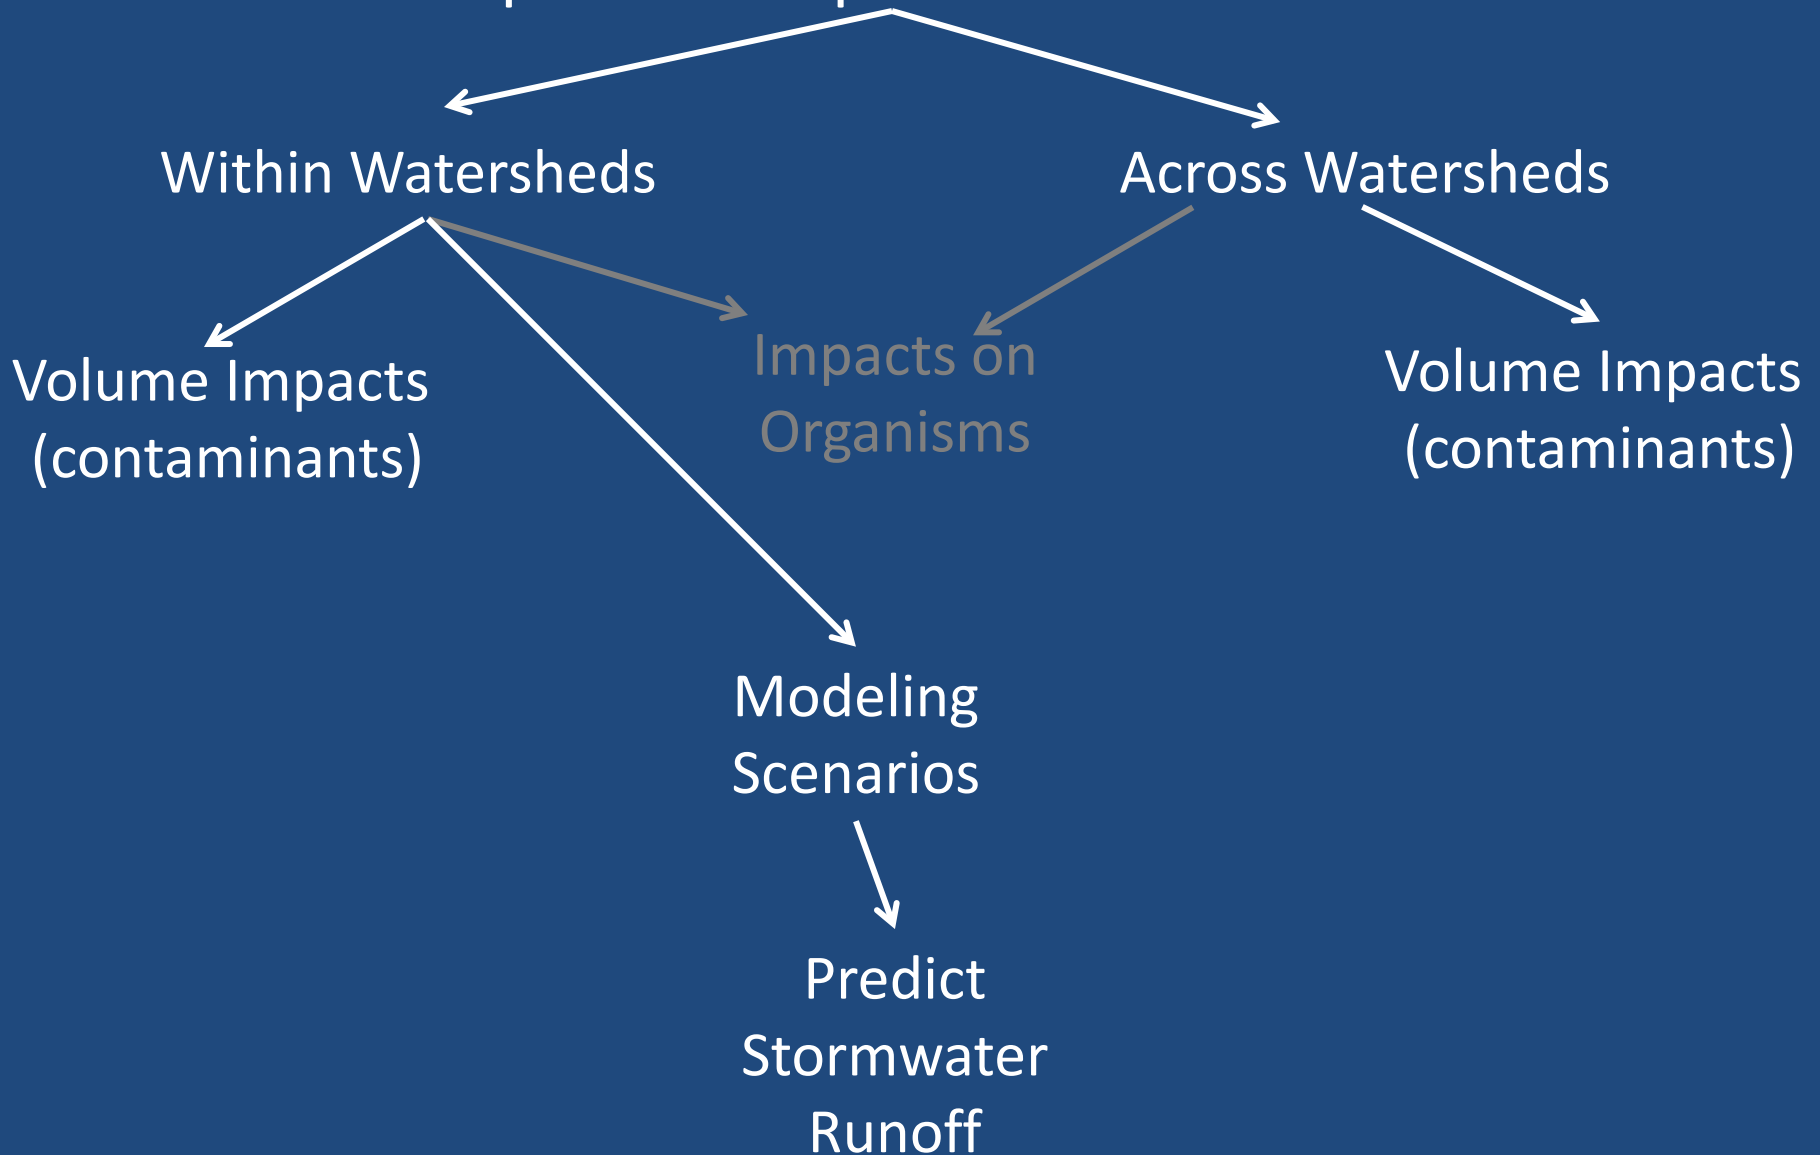 Within Watersheds
Across Watersheds
Volume Impacts
(contaminants)
Impacts on
Organisms
Volume Impacts
(contaminants)
Modeling
Scenarios
Predict
Stormwater
Runoff